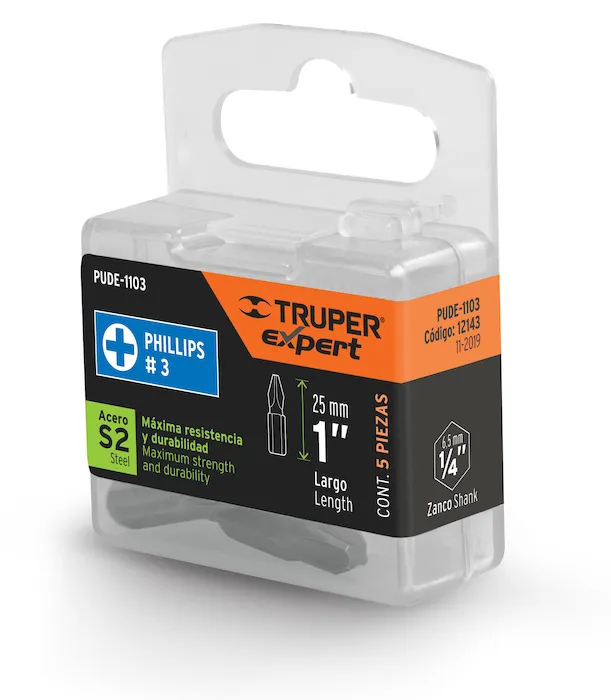 PUDE-1103
PHILLIPS
# 3
Acero
S2
Steel
Máxima resistencia
y durabilidad
Maximum strength
and durability
TRUPER®
expert
25 mm
1"
Largo
Length
CONT. 5 PIEZAS
PUDE-1103
Código: 12143
11-2019
6,5 mm
1/4"
Zanco Shank